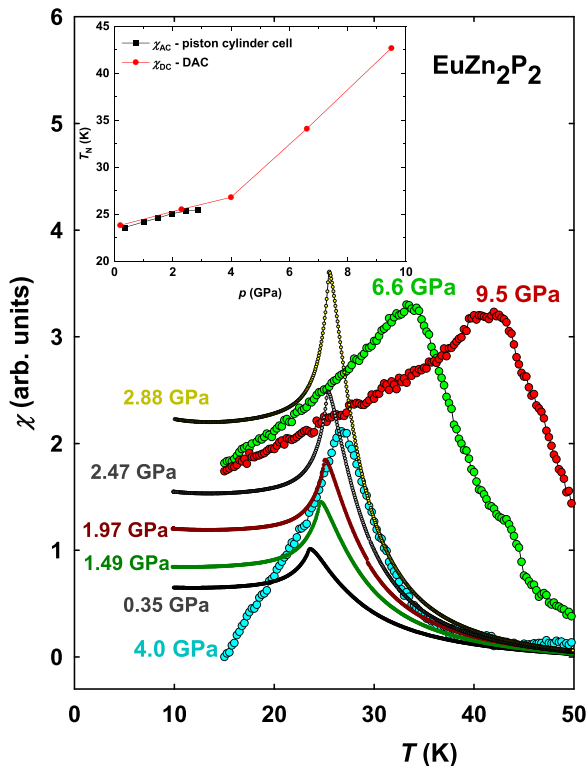 EuZn2P2
χAC - piston cylinder cell
χDC - DAC
TN (K)
45
40
35
30
25
20
0 2 4 6 8 10
p (GPa)
6.6 GPa
9.5 GPa
2.88 GPa
2.47 GPa
1.97 GPa
1.49 GPa
0.35 GPa
4.0 GPa
χ (arb. units)
6
5
4
3
2
1
0
0 10 20 30 40 50
T (K)